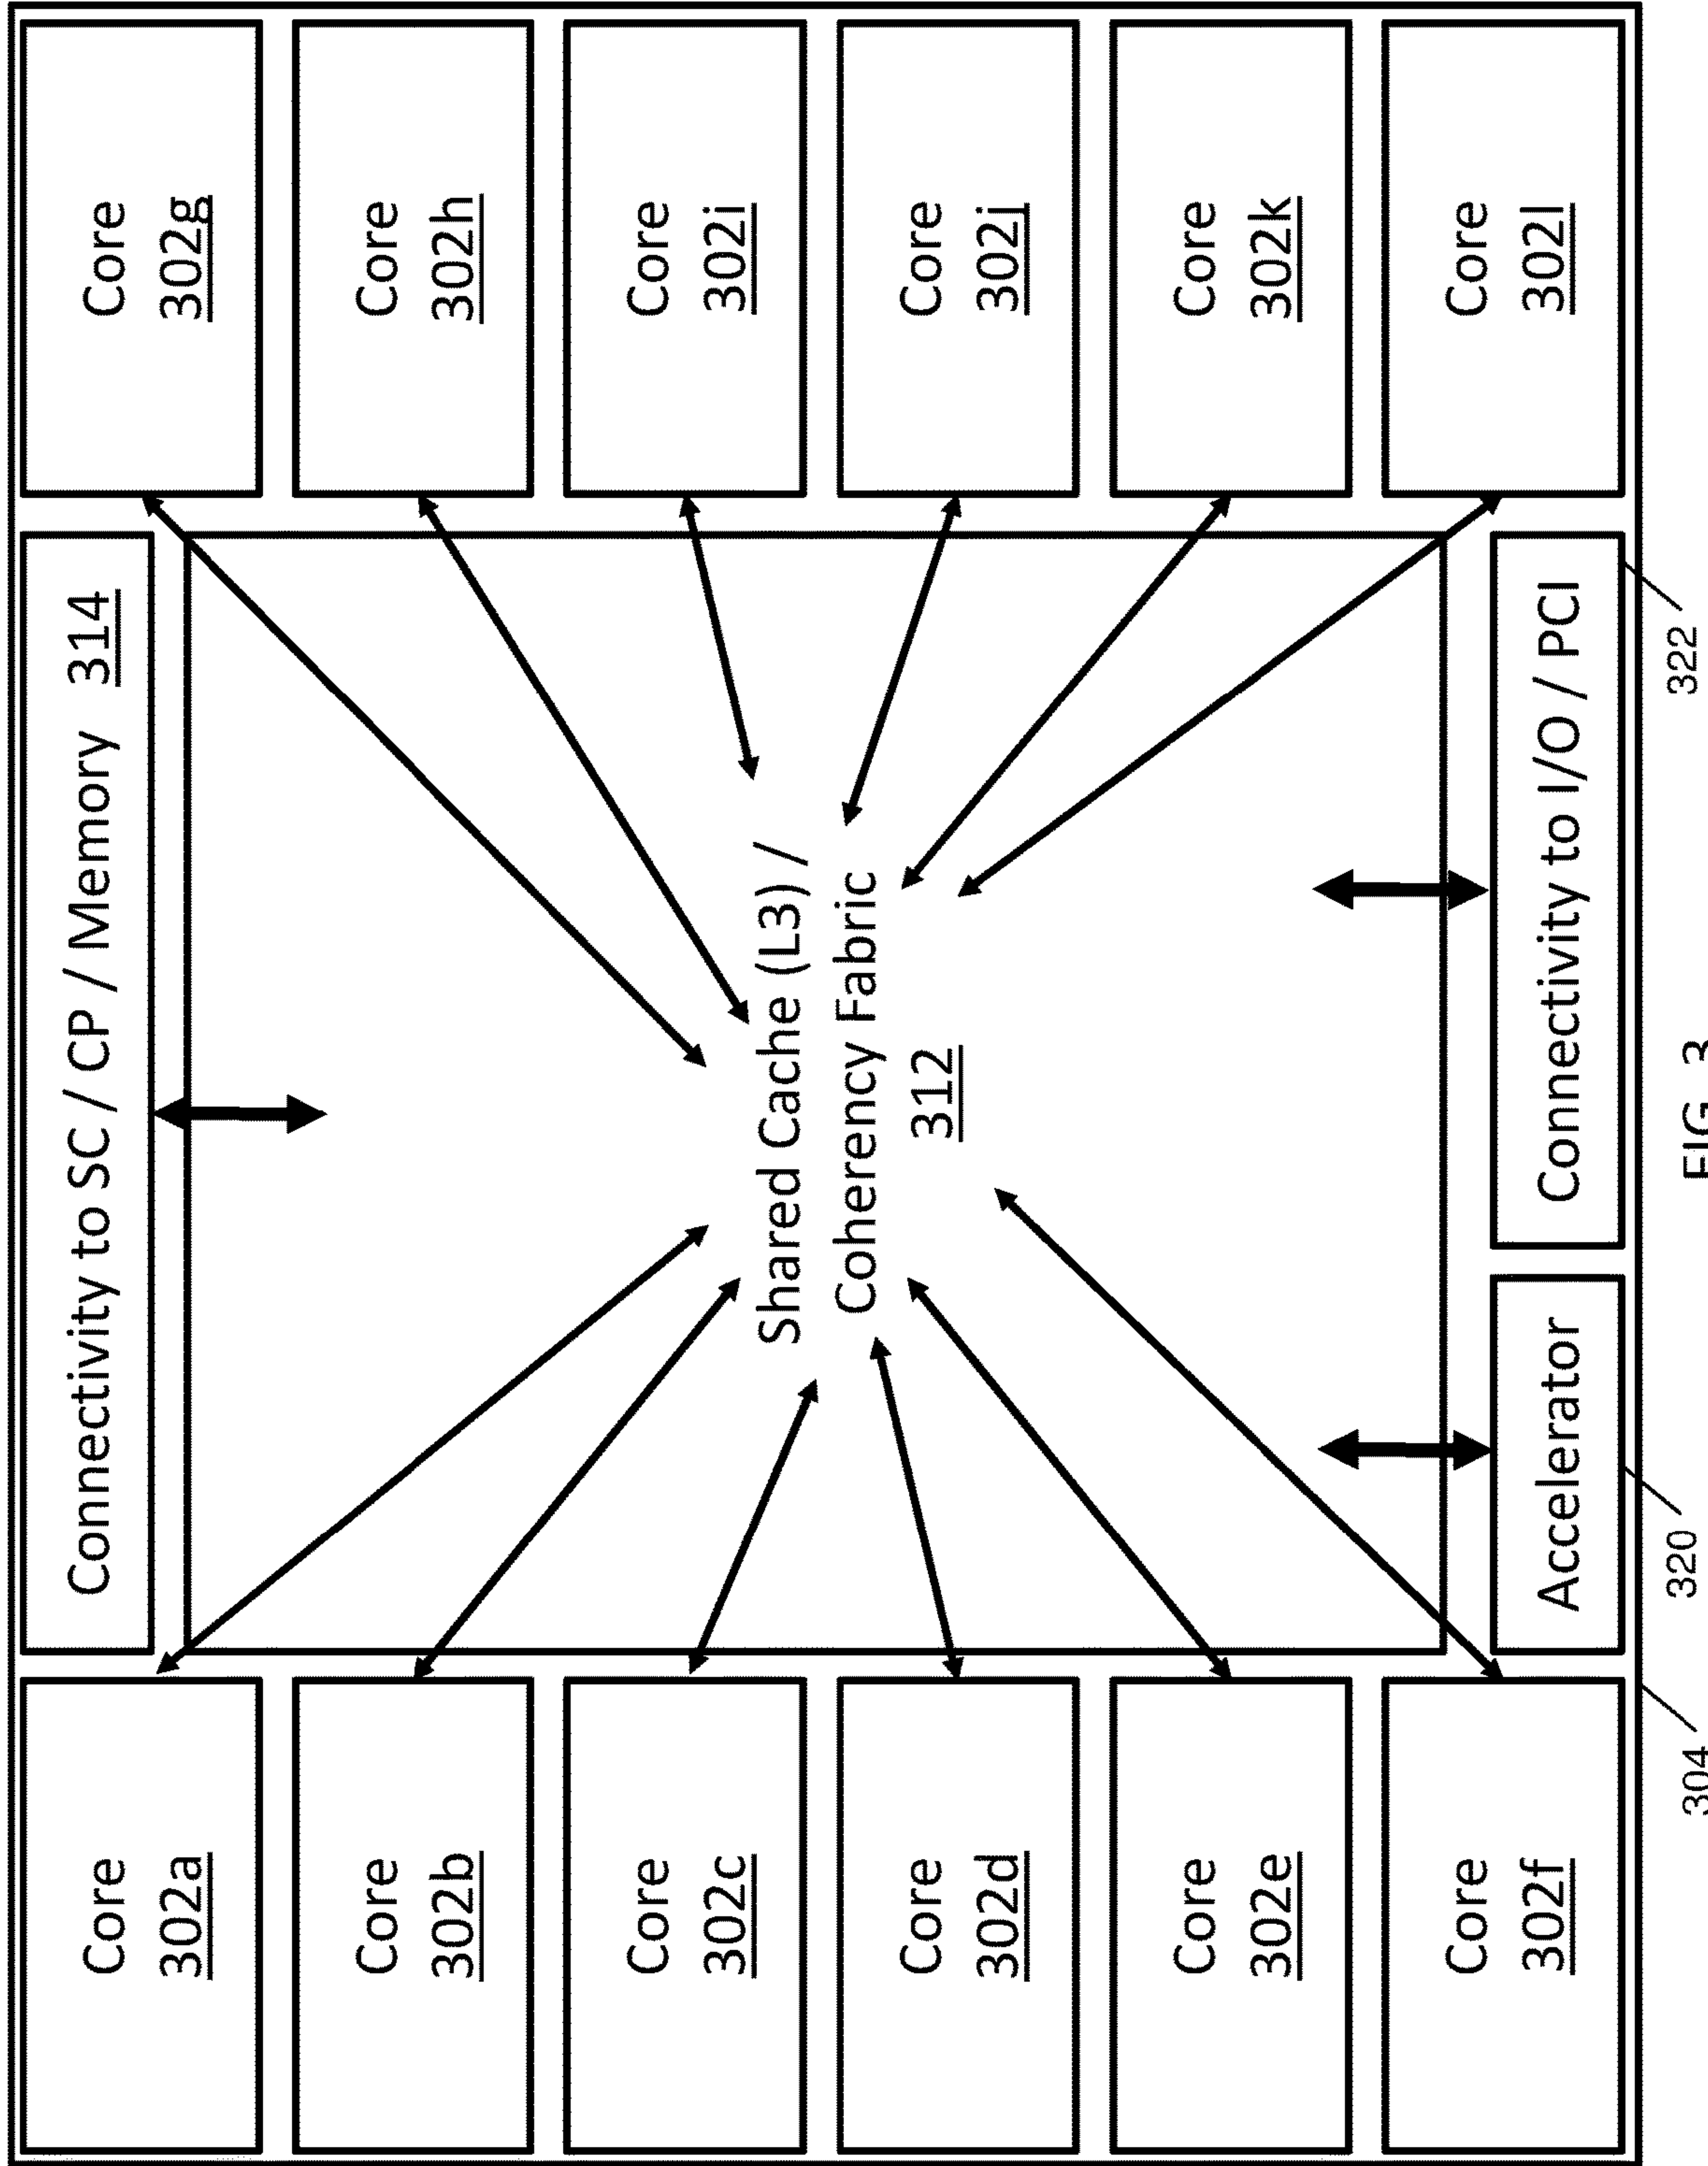 Connectivity to SC / CP / Memory 314
Core
302a
Core
302b
Core
302c
Core
302d
Core
302e
Core
302f
Shared Cache (L3) /
Coherency Fabric
312
Core
302g
Core
302h
Core
302i
Core
302j
Core
302k
Core
302l
Accelerator
Connectivity to I/O / PCI
304
320
322
FIG. 3